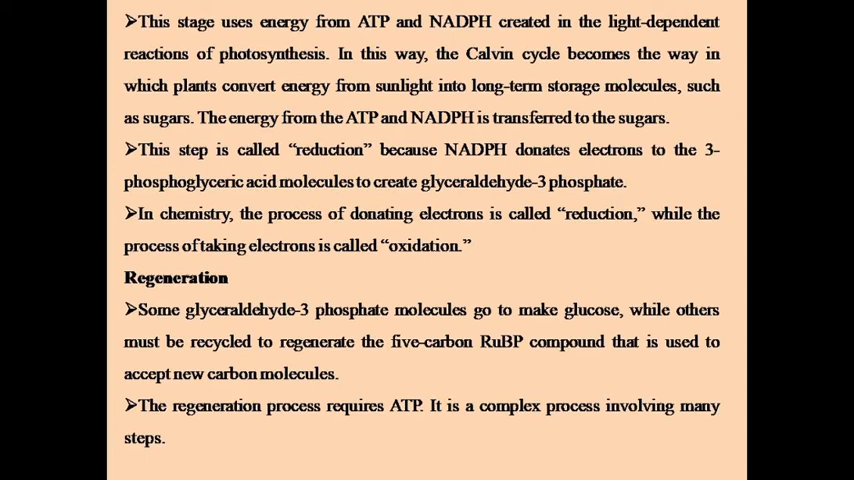 ➢This stage uses energy from ATP and NADPH created in the light-dependent
reactions of photosynthesis. In this way, the Calvin cycle becomes the way in
which plants convert energy from sunlight into long-term storage molecules, such
as sugars. The energy from the ATP and NADPH is transferred to the sugars.
➢This step is called “reduction” because NADPH donates electrons to the 3-
phosphoglyceric acid molecules to create glyceraldehyde-3 phosphate.
➢In chemistry, the process of donating electrons is called “reduction,” while the
process of taking electrons is called “oxidation.”
Regeneration
➢Some glyceraldehyde-3 phosphate molecules go to make glucose, while others
must be recycled to regenerate the five-carbon RuBP compound that is used to
accept new carbon molecules.
➢The regeneration process requires ATP. It is a complex process involving many
steps.